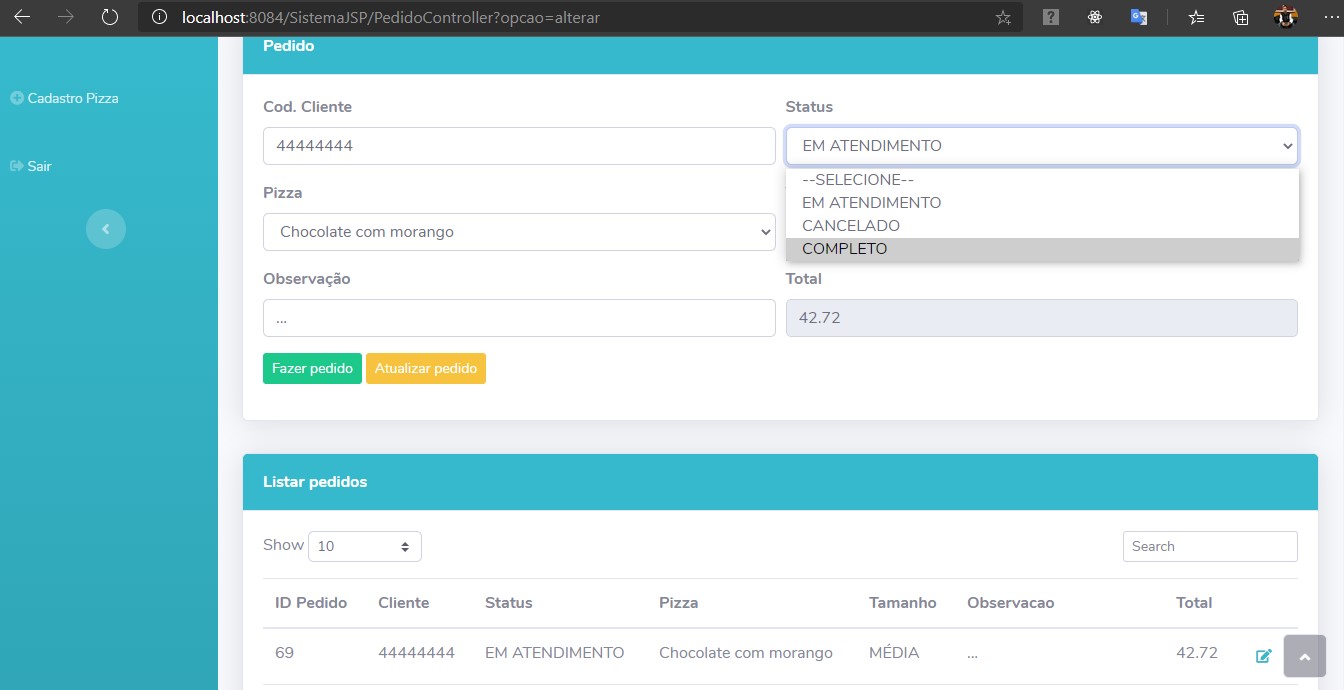 localhost:8084/SistemaJSP/PedidoController?opcao=alterar
Cadastro Pizza
Sair
Pedido
Cod. Cliente
Status
44444444
EM ATENDIMENTO
--SELECIONE--
EM ATENDIMENTO
CANCELADO
COMPLETO
Pizza
Chocolate com morango
Observação
Total
...
42.72
Fazer pedido
Atualizar pedido
Listar pedidos
Show 10
Search
ID Pedido Cliente Status Pizza Tamanho Observacao Total
69 44444444 EM ATENDIMENTO Chocolate com morango MÉDIA ... 42.72